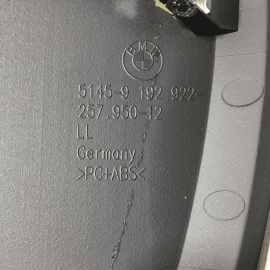 BMW
5145-9 192 922
257.950-12
LL
Germany
>PC+ABS<